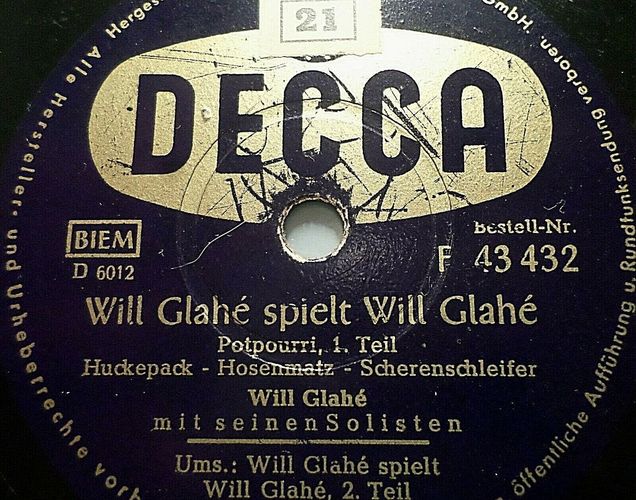 21
DECCA
BIEM
D 6012
Bestell-Nr.
F 43 432
Will Glahé spielt Will Glahé
Potpourri, 1. Teil
Huckepack - Hosenmatz - Scherenschleifer
Will Glahé
mit seinen Solisten
Ums.: Will Glahé spielt
Will Glahé, 2. Teil
Alle Hersteller- und Urheberrechte
öffentliche Aufführung u. Rundfunksendung verboten.